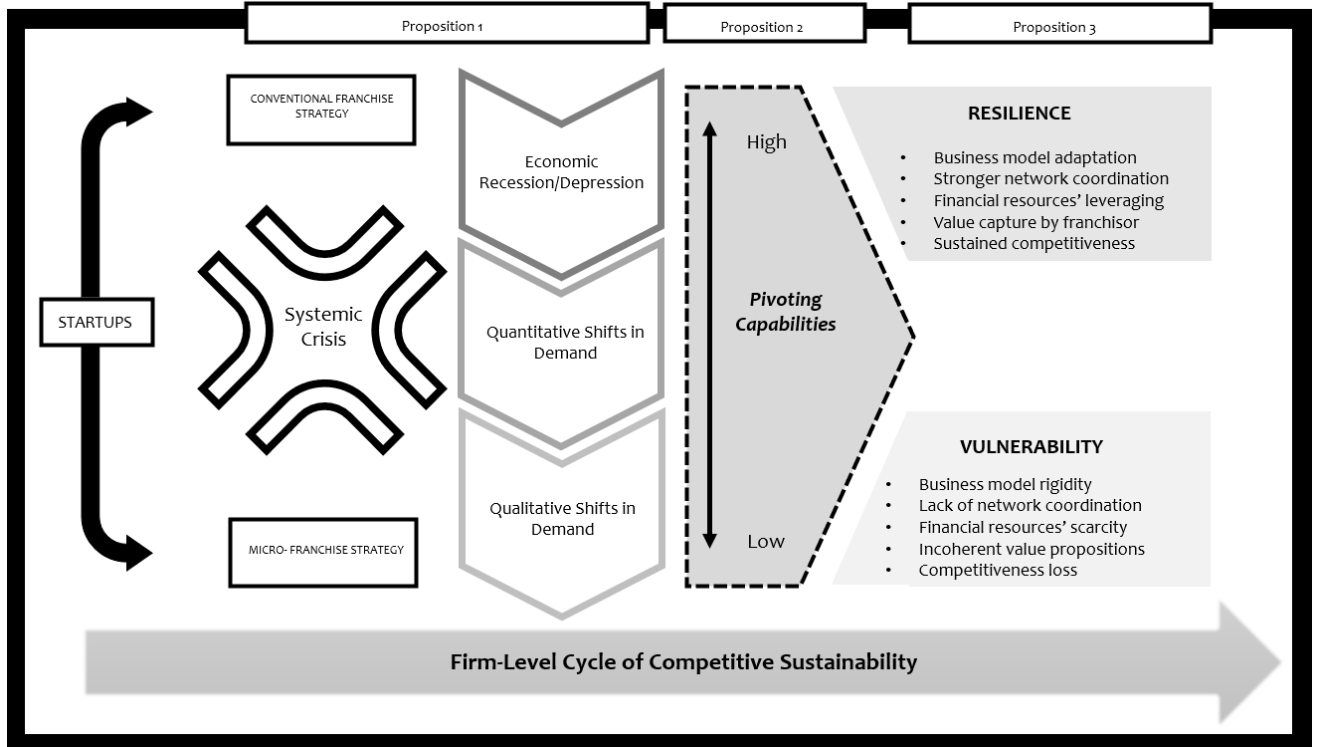 Proposition 1
Proposition 2
Proposition 3
STARTUPS
CONVENTIONAL FRANCHISE
STRATEGY
Systemic
Crisis
MICRO- FRANCHISE STRATEGY
Economic
Recession/Depression
Quantitative Shifts in
Demand
Qualitative Shifts in
Demand
High
Pivoting
Capabilities
Low
RESILIENCE
• Business model adaptation
• Stronger network coordination
• Financial resources’ leveraging
• Value capture by franchisor
• Sustained competitiveness
VULNERABILITY
• Business model rigidity
• Lack of network coordination
• Financial resources’ scarcity
• Incoherent value propositions
• Competitiveness loss
Firm-Level Cycle of Competitive Sustainability